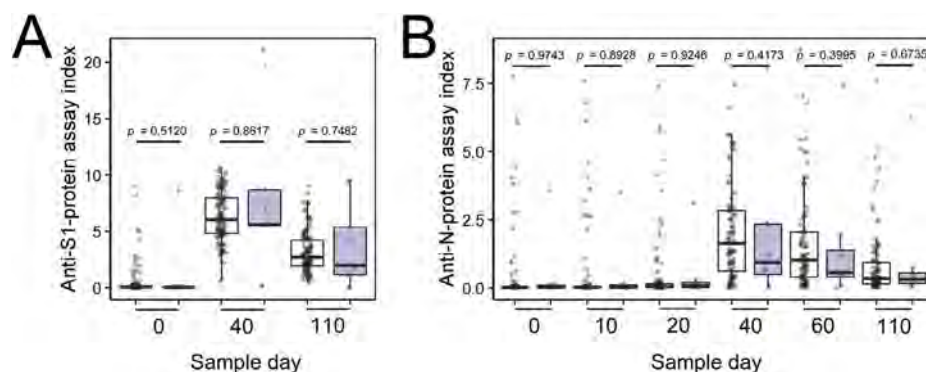 A
B
Anti-S1-protein assay index
20
15
10
5
0
p = 0.5120
p = 0.8617
p = 0.7482
0
40
110
Sample day
Anti-N-protein assay index
7.5
5.0
2.5
0.0
p = 0.9743
p = 0.8928
p = 0.9246
p = 0.4173
p = 0.3995
p = 0.6735
0
10
20
40
60
110
Sample day